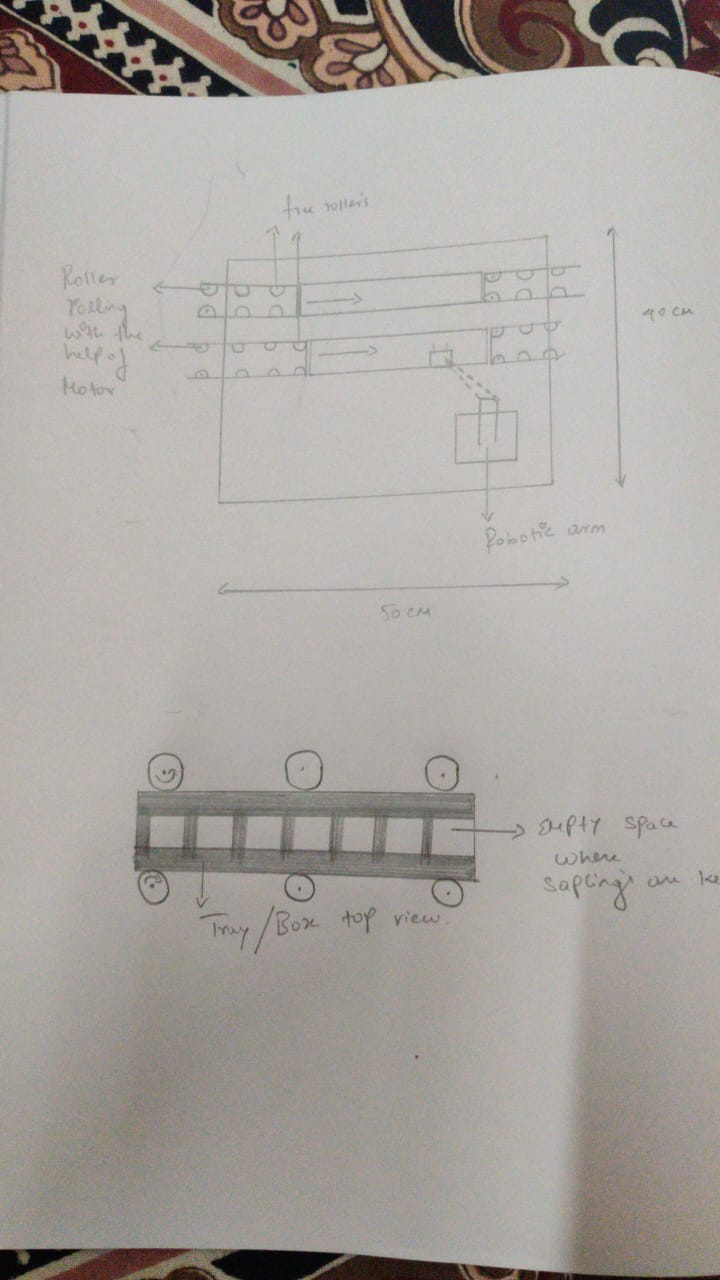 free rollers
Roller
rolling
with the
help of
Motor
40 cm
Robotic arm
50 cm
Empty space
where
saplings are ke
Tray/Box top view.